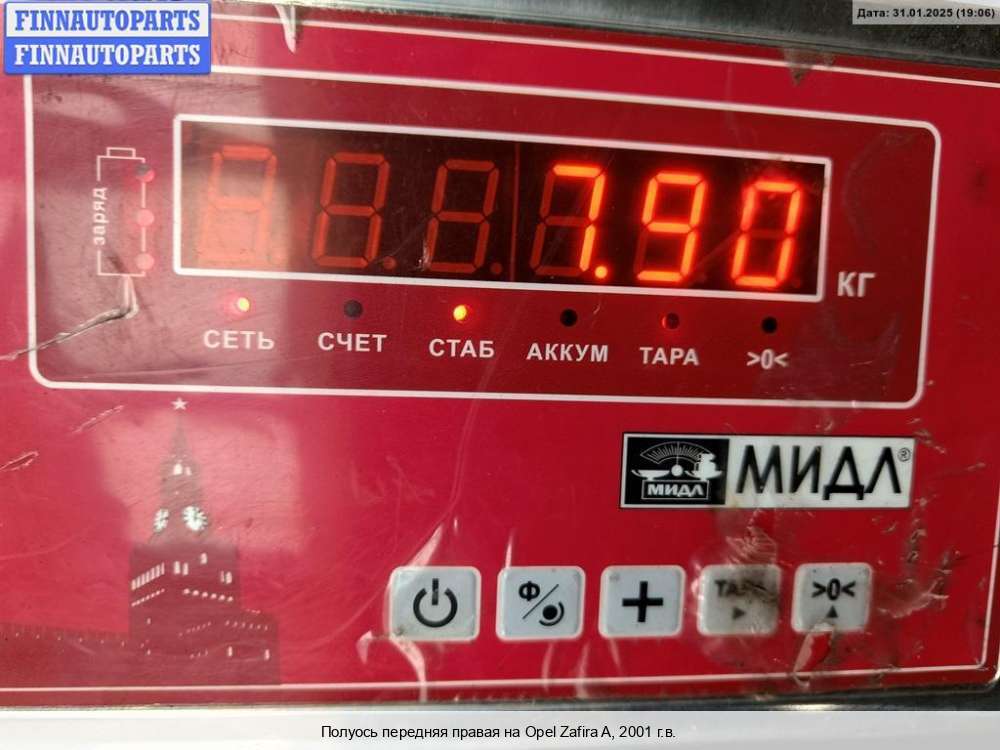 FINNAUTOPARTS
FINNAUTOPARTS
Дата: 31.01.2025 (19:06)
заряд
7.90
КГ
СЕТЬ СЧЕТ СТАБ АККУМ ТАРА >0<
МИДЛ
МИДЛ®
Ф
>0<
Полуось передняя правая на Opel Zafira A, 2001 г.в.